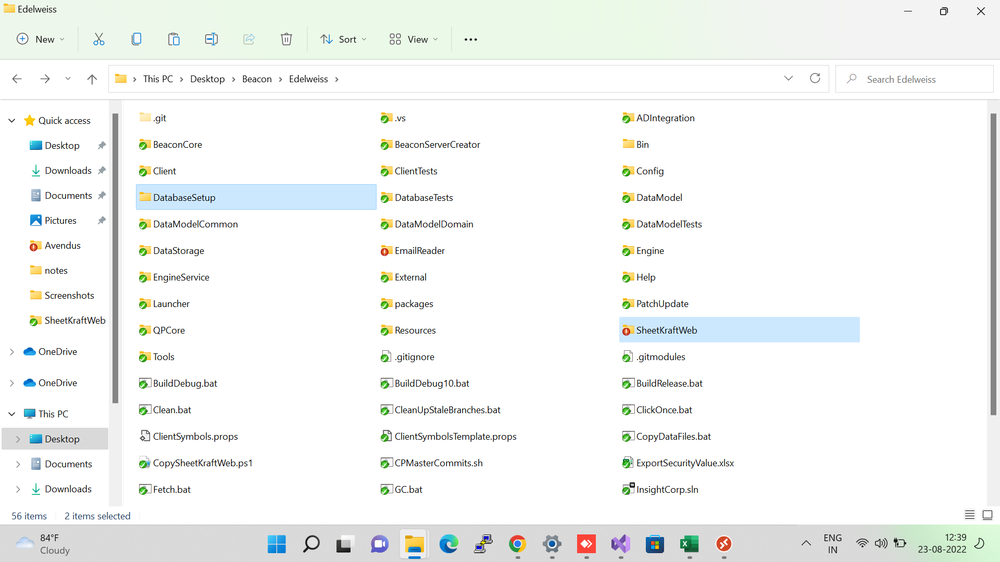 Edelweiss
New
Sort
View
This PC
Desktop
Beacon
Edelweiss
Search Edelweiss
Quick access
Desktop
Downloads
Documents
Pictures
Avendus
notes
Screenshots
SheetKraftWeb
OneDrive
OneDrive
This PC
Desktop
Documents
Downloads
.git
.vs
ADIntegration
BeaconCore
BeaconServerCreator
Bin
Client
ClientTests
Config
DatabaseSetup
DatabaseTests
DataModel
DataModelCommon
DataModelDomain
DataModelTests
DataStorage
EmailReader
Engine
EngineService
External
Help
Launcher
packages
PatchUpdate
QPCore
Resources
SheetKraftWeb
Tools
.gitignore
.gitmodules
BuildDebug.bat
BuildDebug10.bat
BuildRelease.bat
Clean.bat
CleanUpStaleBranches.bat
ClickOnce.bat
ClientSymbols.props
ClientSymbolsTemplate.props
CopyDataFiles.bat
CopySheetKraftWeb.ps1
CPMasterCommits.sh
ExportSecurityValue.xlsx
Fetch.bat
GC.bat
InsightCorp.sln
56 items
2 items selected
84°F
Cloudy
ENG
IN
12:39
23-08-2022